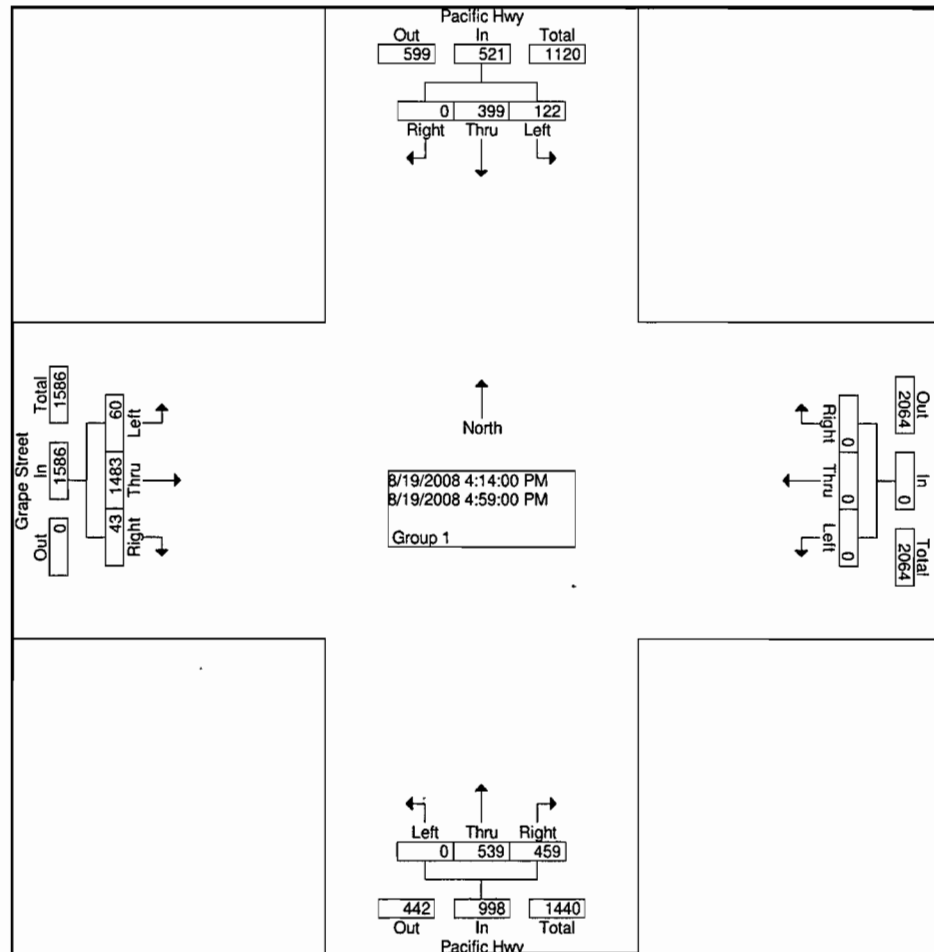 Pacific Hwy
Out In Total
599 521 1120
0 399 122
Right Thru Left
Grape Street
Total 1586
In 1586
Out 0
Left 60
Thru 1483
Right 43
North
8/19/2008 4:14:00 PM
8/19/2008 4:59:00 PM
Group 1
Right 0
Thru 0
Left 0
Out 2064
In 0
Total 2064
Left Thru Right
0 539 459
442 998 1440
Out In Total
Pacific Hwy